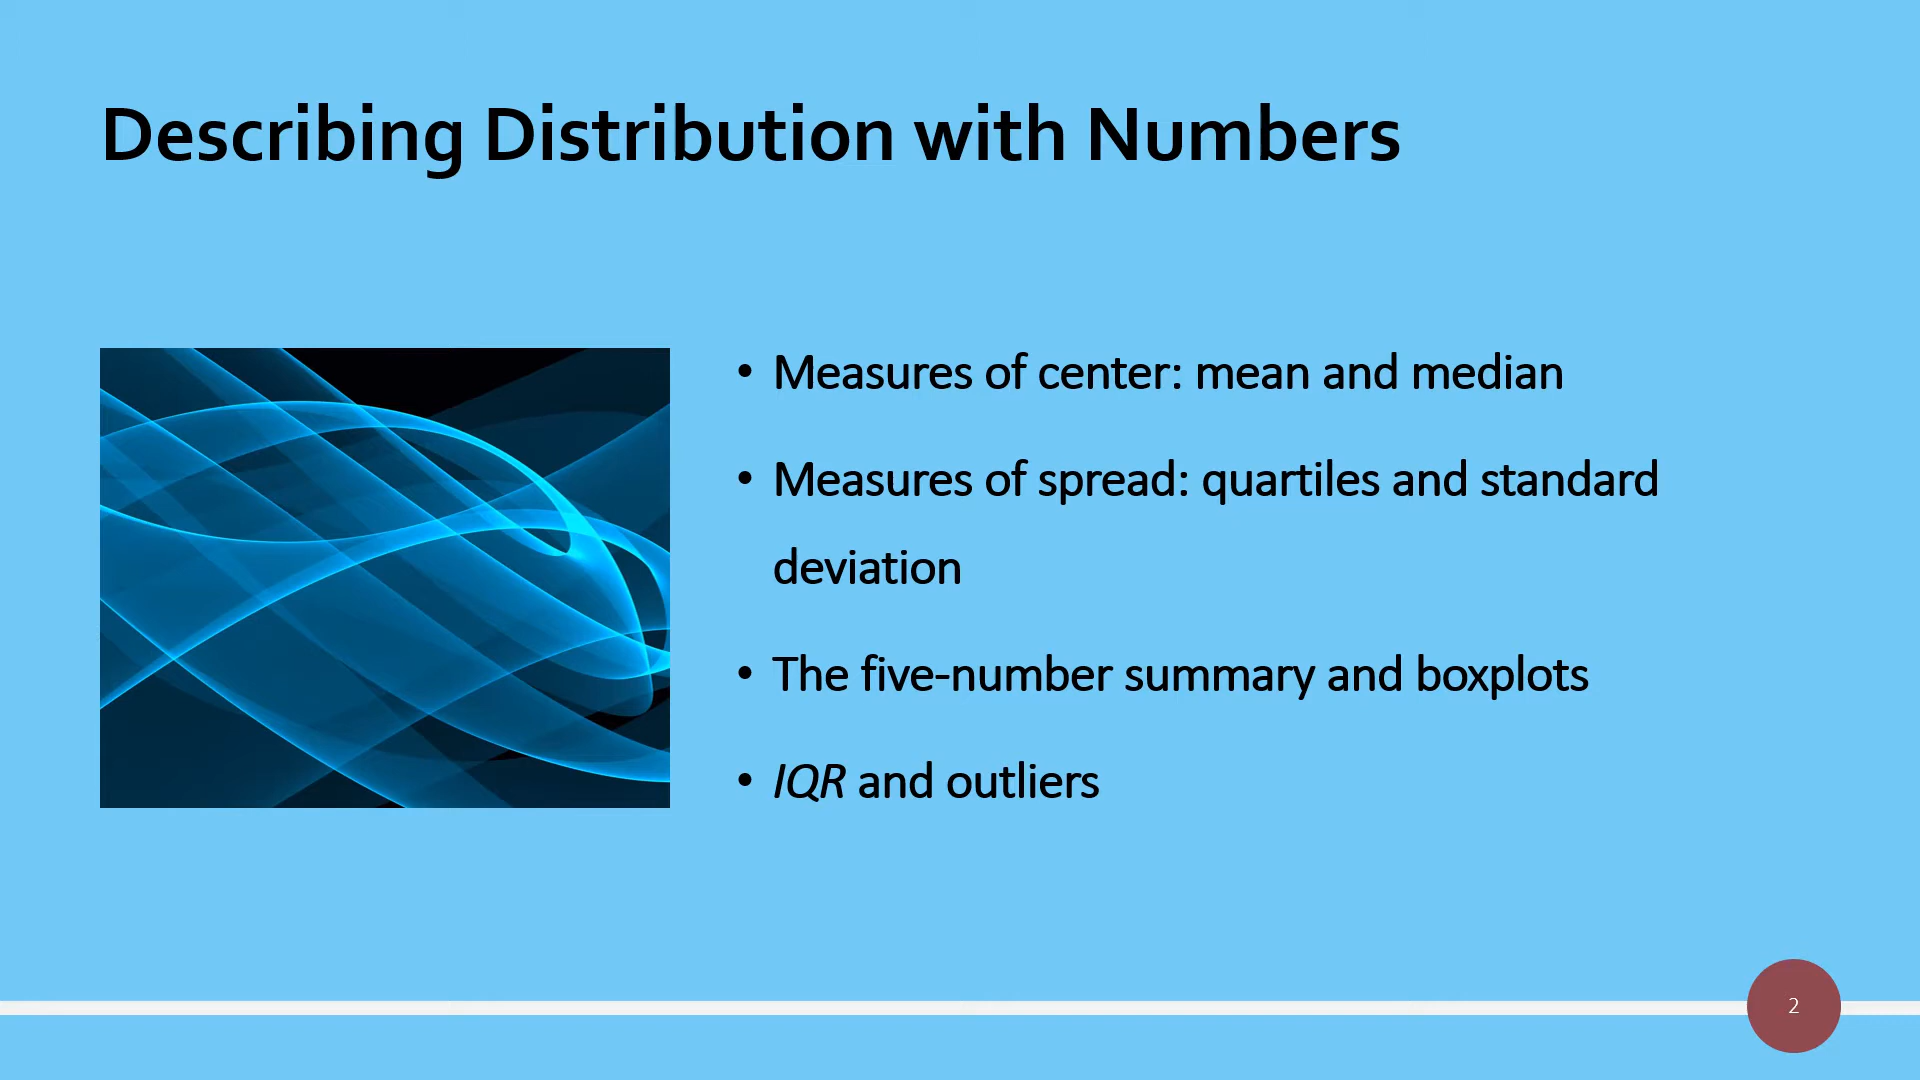 Describing Distribution with Numbers
• Measures of center: mean and median
• Measures of spread: quartiles and standard
deviation
• The five-number summary and boxplots
• IQR and outliers
2